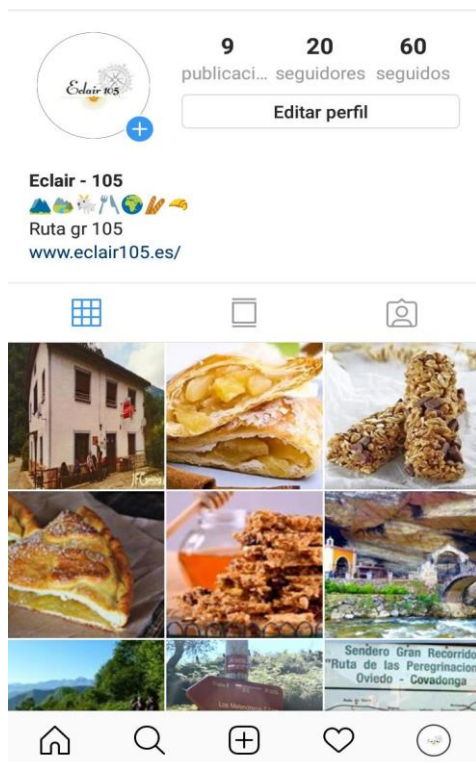 Eclair 105
9 20 60
publicaci... seguidores seguidos
Editar perfil
Eclair - 105
Ruta gr 105
www.eclair105.es/
Sendero Gran Recorrido
"Ruta de las Peregrinacion
Oviedo - Covadonga